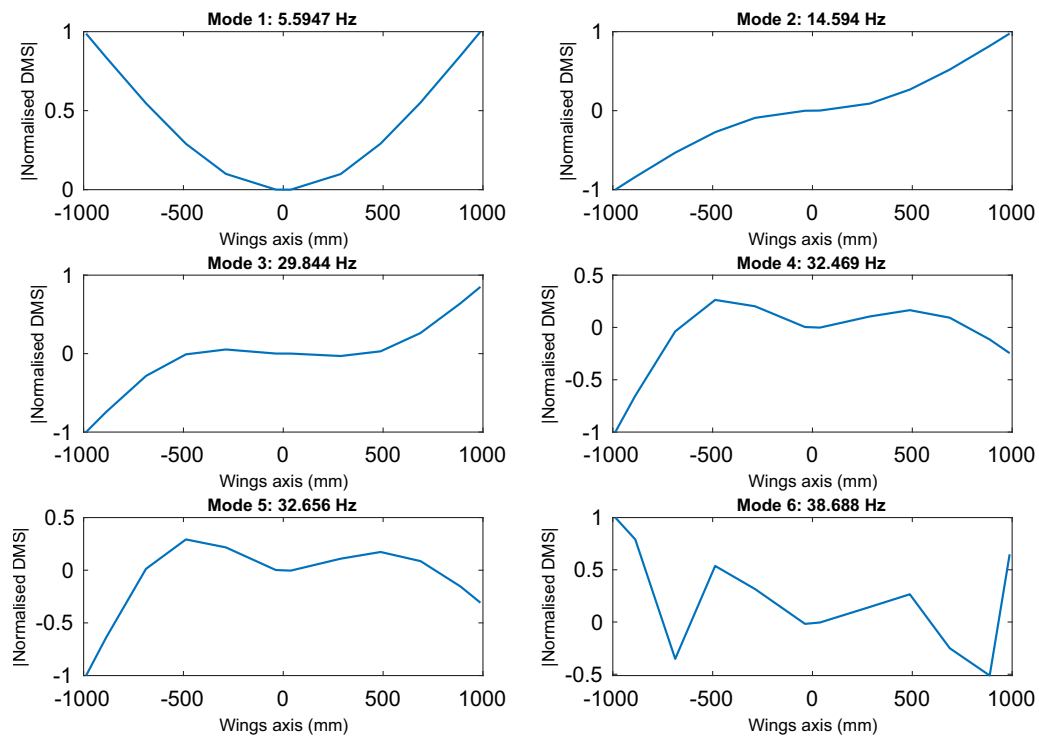 Mode 1: 5.5947 Hz
|Normalised DMS|
1
0.5
0
-1000 -500 0 500 1000
Wings axis (mm)
Mode 2: 14.594 Hz
|Normalised DMS|
1
0
-1
-1000 -500 0 500 1000
Wings axis (mm)
Mode 3: 29.844 Hz
|Normalised DMS|
1
0
-1
-1000 -500 0 500 1000
Wings axis (mm)
Mode 4: 32.469 Hz
|Normalised DMS|
0.5
0
-0.5
-1
-1000 -500 0 500 1000
Wings axis (mm)
Mode 5: 32.656 Hz
|Normalised DMS|
0.5
0
-0.5
-1
-1000 -500 0 500 1000
Wings axis (mm)
Mode 6: 38.688 Hz
|Normalised DMS|
1
0.5
0
-0.5
-1000 -500 0 500 1000
Wings axis (mm)